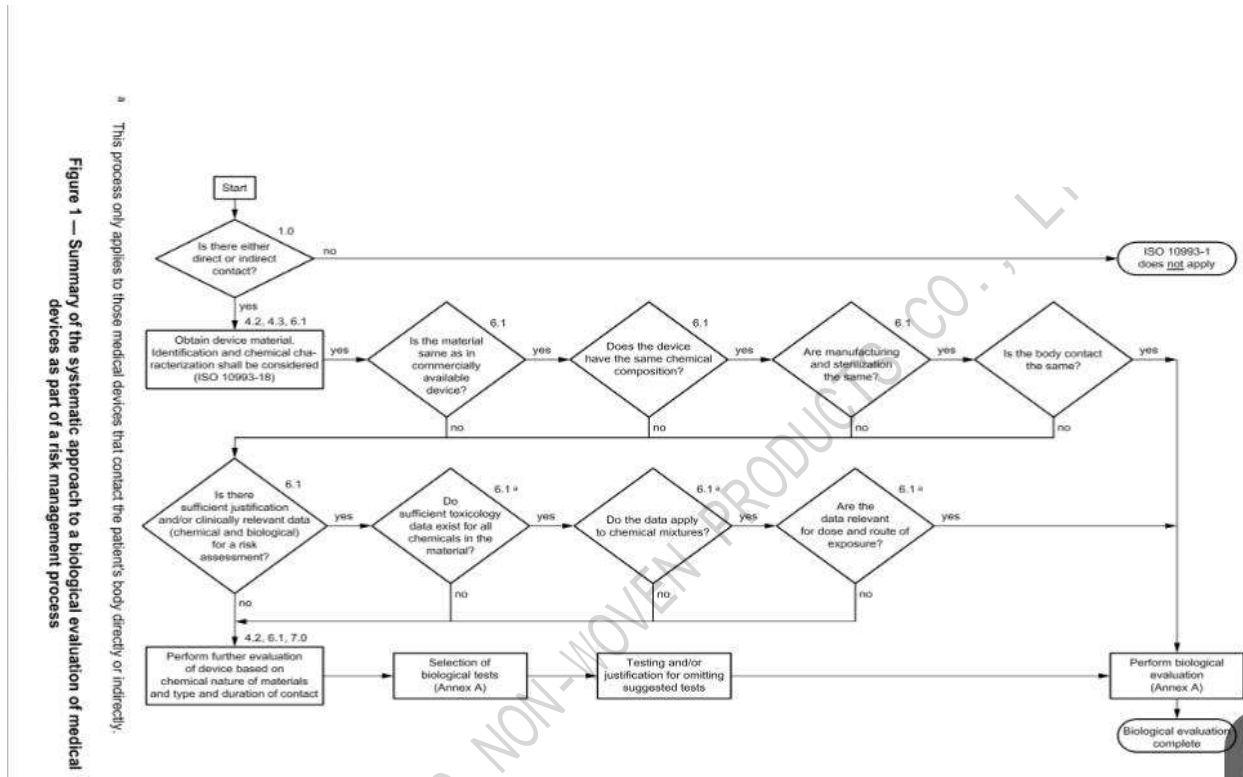 Start
1.0
Is there either
direct or indirect
contact?
no
ISO 10993-1
does not apply
yes
4.2, 4.3, 6.1
Obtain device material.
Identification and chemical cha-
racterization shall be considered
(ISO 10993-18)
yes
6.1
Is the material
same as in
commercially
available
device?
yes
6.1
Does the device
have the same chemical
composition?
yes
6.1
Are manufacturing
and sterilization
the same?
yes
Is the body contact
the same?
yes
no
no
no
no
6.1
Is there
sufficient justification
and/or clinically relevant data
(chemical and biological)
for a risk
assessment?
yes
6.1 a
Do
sufficient toxicology
data exist for all
chemicals in the
material?
yes
6.1 a
Do the data apply
to chemical mixtures?
yes
6.1 a
Are the
data relevant
for dose and route of
exposure?
yes
no
no
no
no
4.2, 6.1, 7.0
Perform further evaluation
of device based on
chemical nature of materials
and type and duration of contact
Selection of
biological tests
(Annex A)
Testing and/or
justification for omitting
suggested tests
Perform biological
evaluation
(Annex A)
Biological evaluation
complete
a This process only applies to those medical devices that contact the patient's body directly or indirectly.
Figure 1 — Summary of the systematic approach to a biological evaluation of medical
devices as part of a risk management process
NON-WOVEN PRODUCTS CO.,